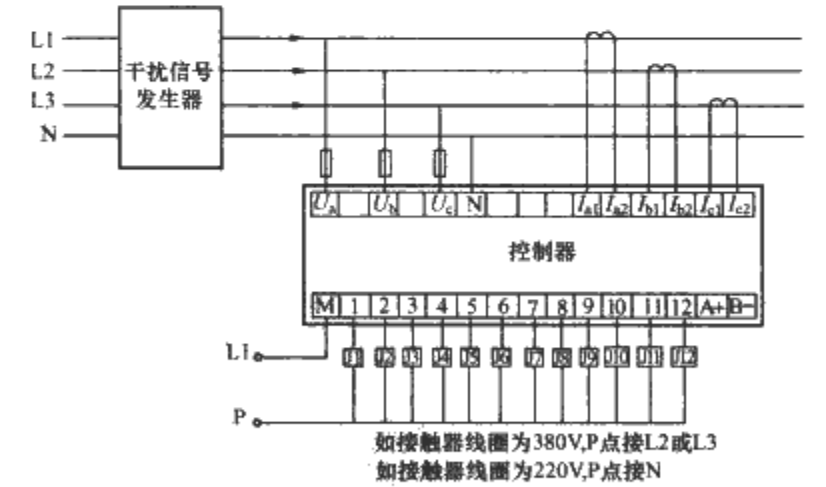 L1
L2
L3
N
干扰信号
发生器
Ua Ub Uc N Ia1 Ia2 Ib1 Ib2 Ic1 Ic2
控制器
M 1 2 3 4 5 6 7 8 9 10 11 12 A+ B-
L1
J1 J2 J3 J4 J5 J6 J7 J8 J9 J10 J11 J12
P
如接触器线圈为380V,P点接L2或L3
如接触器线圈为220V,P点接N